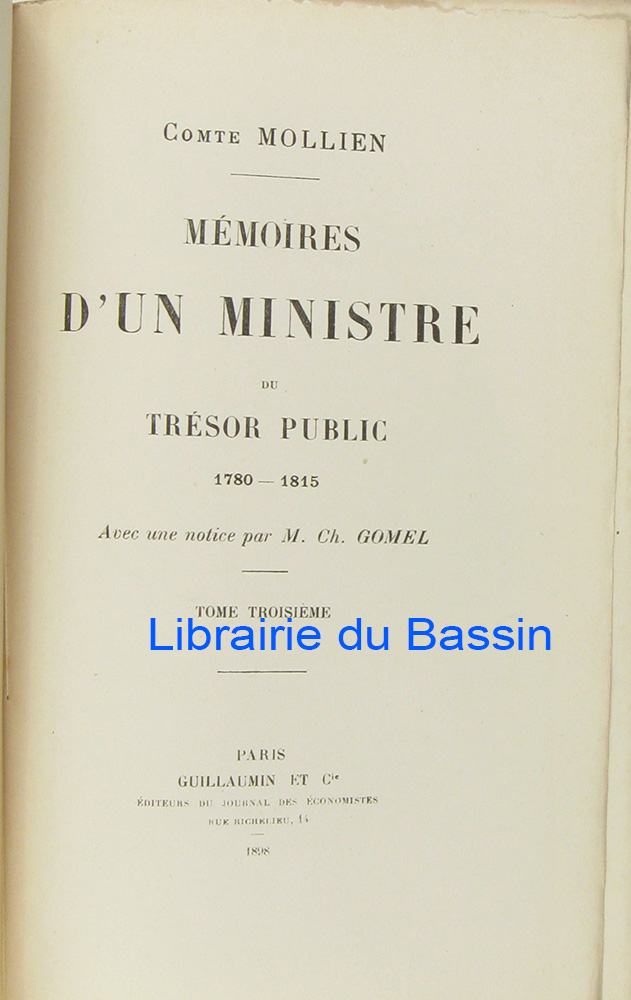 Comte MOLLIEN
MÉMOIRES
D'UN MINISTRE
DU
TRÉSOR PUBLIC
1780 — 1815
Avec une notice par M. Ch. GOMEL
TOME TROISIÈME
Librairie du Bassin
PARIS
GUILLAUMIN ET Cie
ÉDITEURS DU JOURNAL DES ÉCONOMISTES
RUE RICHELIEU, 14
1898